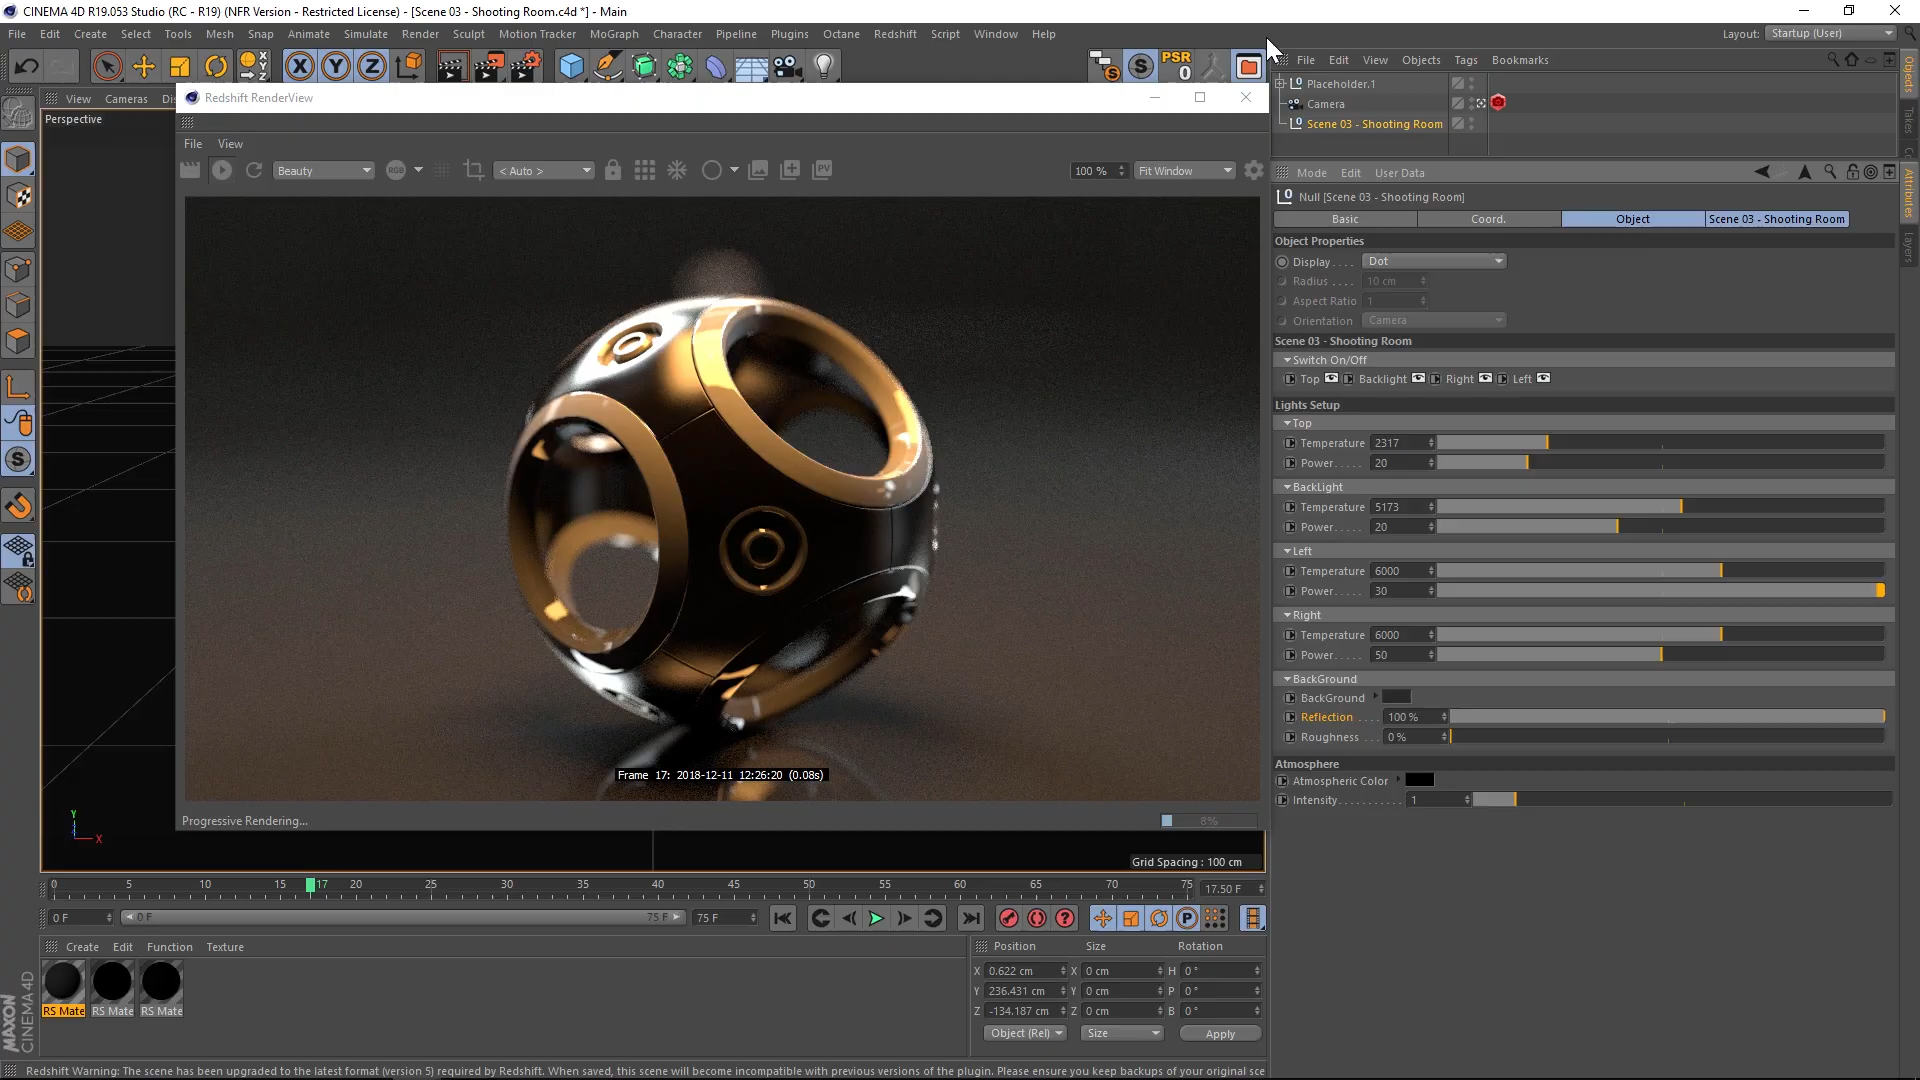 CINEMA 4D R19.053 Studio (RC - R19) (NFR Version - Restricted License) - [Scene 03 - Shooting Room.c4d *] - Main
File Edit Create Select Tools Mesh Snap Animate Simulate Render Sculpt Motion Tracker MoGraph Character Pipeline Plugins Octane Redshift Script Window Help
Layout: Startup (User)
X Y Z
PSR
0
File Edit View Objects Tags Bookmarks
Placeholder.1
Camera
Scene 03 - Shooting Room
Objects
Takes
Attributes
Layers
View Cameras
Perspective
Redshift RenderView
File View
Beauty
RGB
< Auto >
PV
100 %
Fit Window
Frame 17: 2018-12-11 12:26:20 (0.08s)
Progressive Rendering...
8%
Y
X
Grid Spacing : 100 cm
Mode Edit User Data
Null [Scene 03 - Shooting Room]
Basic Coord. Object Scene 03 - Shooting Room
Object Properties
Display . . . . Dot
Radius . . . . 10 cm
Aspect Ratio 1
Orientation Camera
Scene 03 - Shooting Room
Switch On/Off
Top Backlight Right Left
Lights Setup
Top
Temperature 2317
Power. . . . . 20
BackLight
Temperature 5173
Power. . . . . 20
Left
Temperature 6000
Power. . . . . 30
Right
Temperature 6000
Power. . . . . 50
BackGround
BackGround
Reflection . . . . 100 %
Roughness . . . 0 %
Atmosphere
Atmospheric Color
Intensity. . . . . . . . . . . 1
0 5 10 15 17 20 25 30 35 40 45 50 55 60 65 70 75 17.50 F
0 F 0 F 75 F 75 F
Create Edit Function Texture
RS Mate RS Mate RS Mate
Position Size Rotation
X 0.622 cm X 0 cm H 0 °
Y 236.431 cm Y 0 cm P 0 °
Z -134.187 cm Z 0 cm B 0 °
Object (Rel) Size Apply
MAXON
CINEMA 4D
Redshift Warning: The scene has been upgraded to the latest format (version 5) required by Redshift. When saved, this scene will become incompatible with previous versions of the plugin. Please ensure you keep backups of your original sce